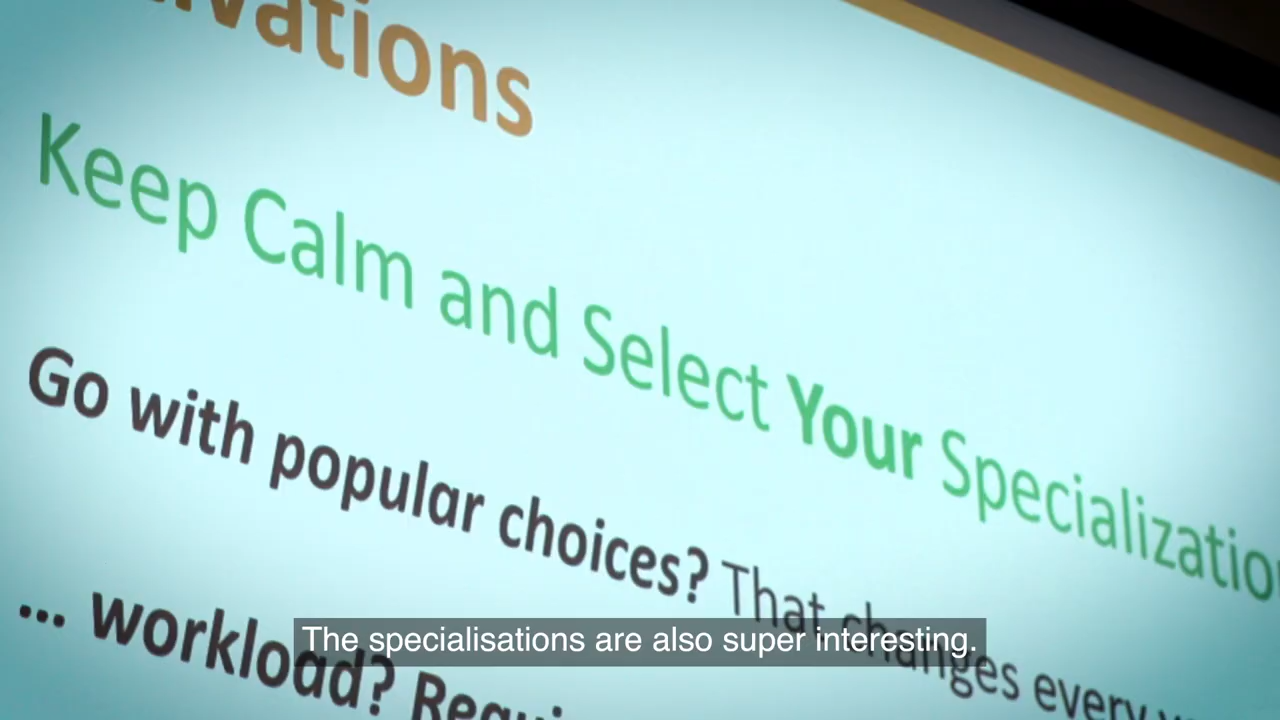 vations
Keep Calm and Select Your Specializatio
Go with popular choices? That changes every
... workload? Requi
The specialisations are also super interesting.